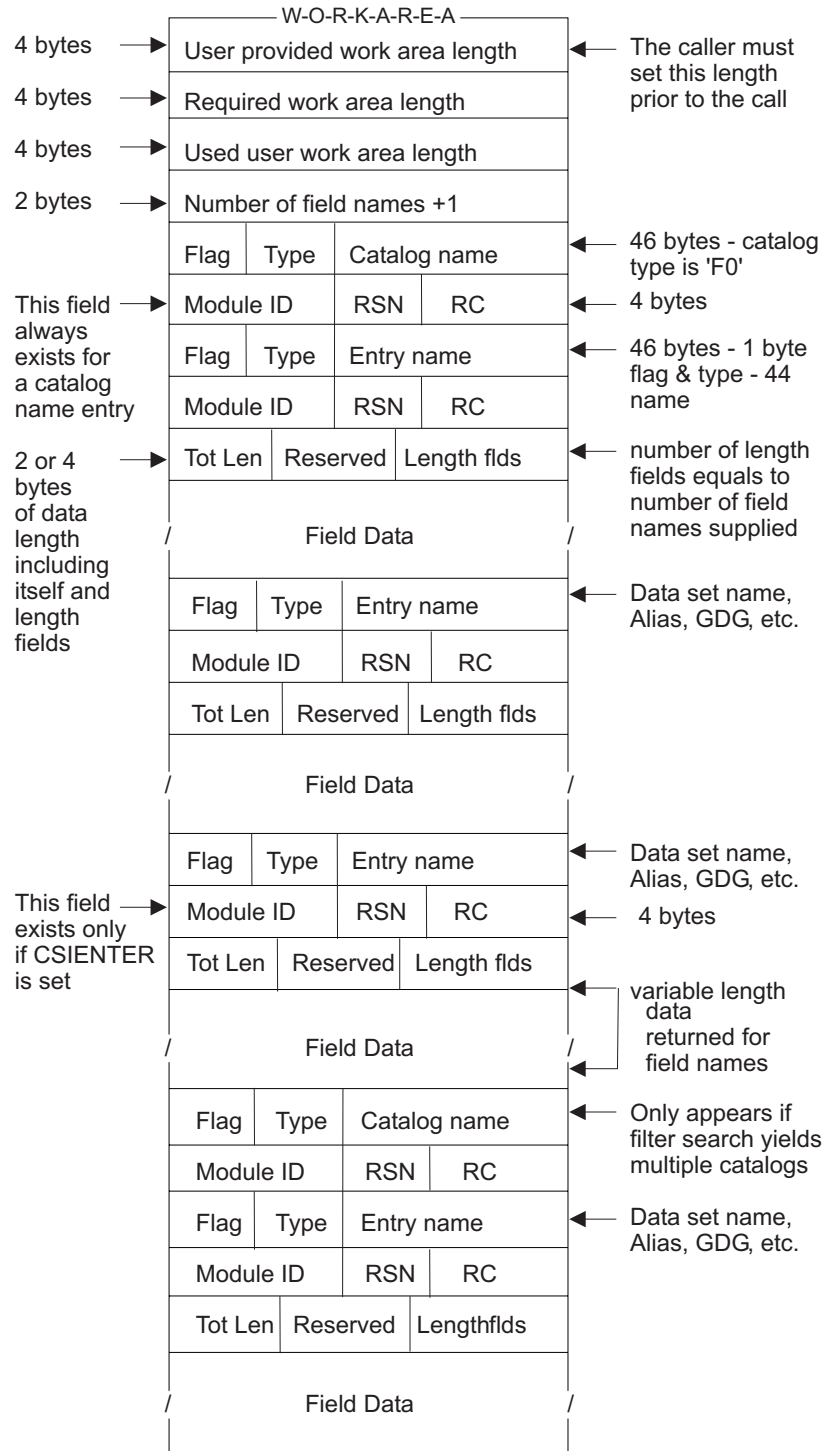 W-O-R-K-A-R-E-A
4 bytes
User provided work area length
The caller must
set this length
prior to the call
4 bytes
Required work area length
4 bytes
Used user work area length
2 bytes
Number of field names +1
Flag Type Catalog name
46 bytes - catalog
type is 'F0'
This field
always
exists for
a catalog
name entry
Module ID RSN RC
4 bytes
Flag Type Entry name
46 bytes - 1 byte
flag & type - 44
name
Module ID RSN RC
2 or 4
bytes
of data
length
including
itself and
length
fields
Tot Len Reserved Length flds
number of length
fields equals to
number of field
names supplied
/ Field Data /
Flag Type Entry name
Data set name,
Alias, GDG, etc.
Module ID RSN RC
Tot Len Reserved Length flds
/ Field Data /
Flag Type Entry name
Data set name,
Alias, GDG, etc.
This field
exists only
if CSIENTER
is set
Module ID RSN RC
4 bytes
Tot Len Reserved Length flds
variable length
data
returned for
field names
/ Field Data /
Flag Type Catalog name
Only appears if
filter search yields
multiple catalogs
Module ID RSN RC
Flag Type Entry name
Data set name,
Alias, GDG, etc.
Module ID RSN RC
Tot Len Reserved Lengthflds
/ Field Data /